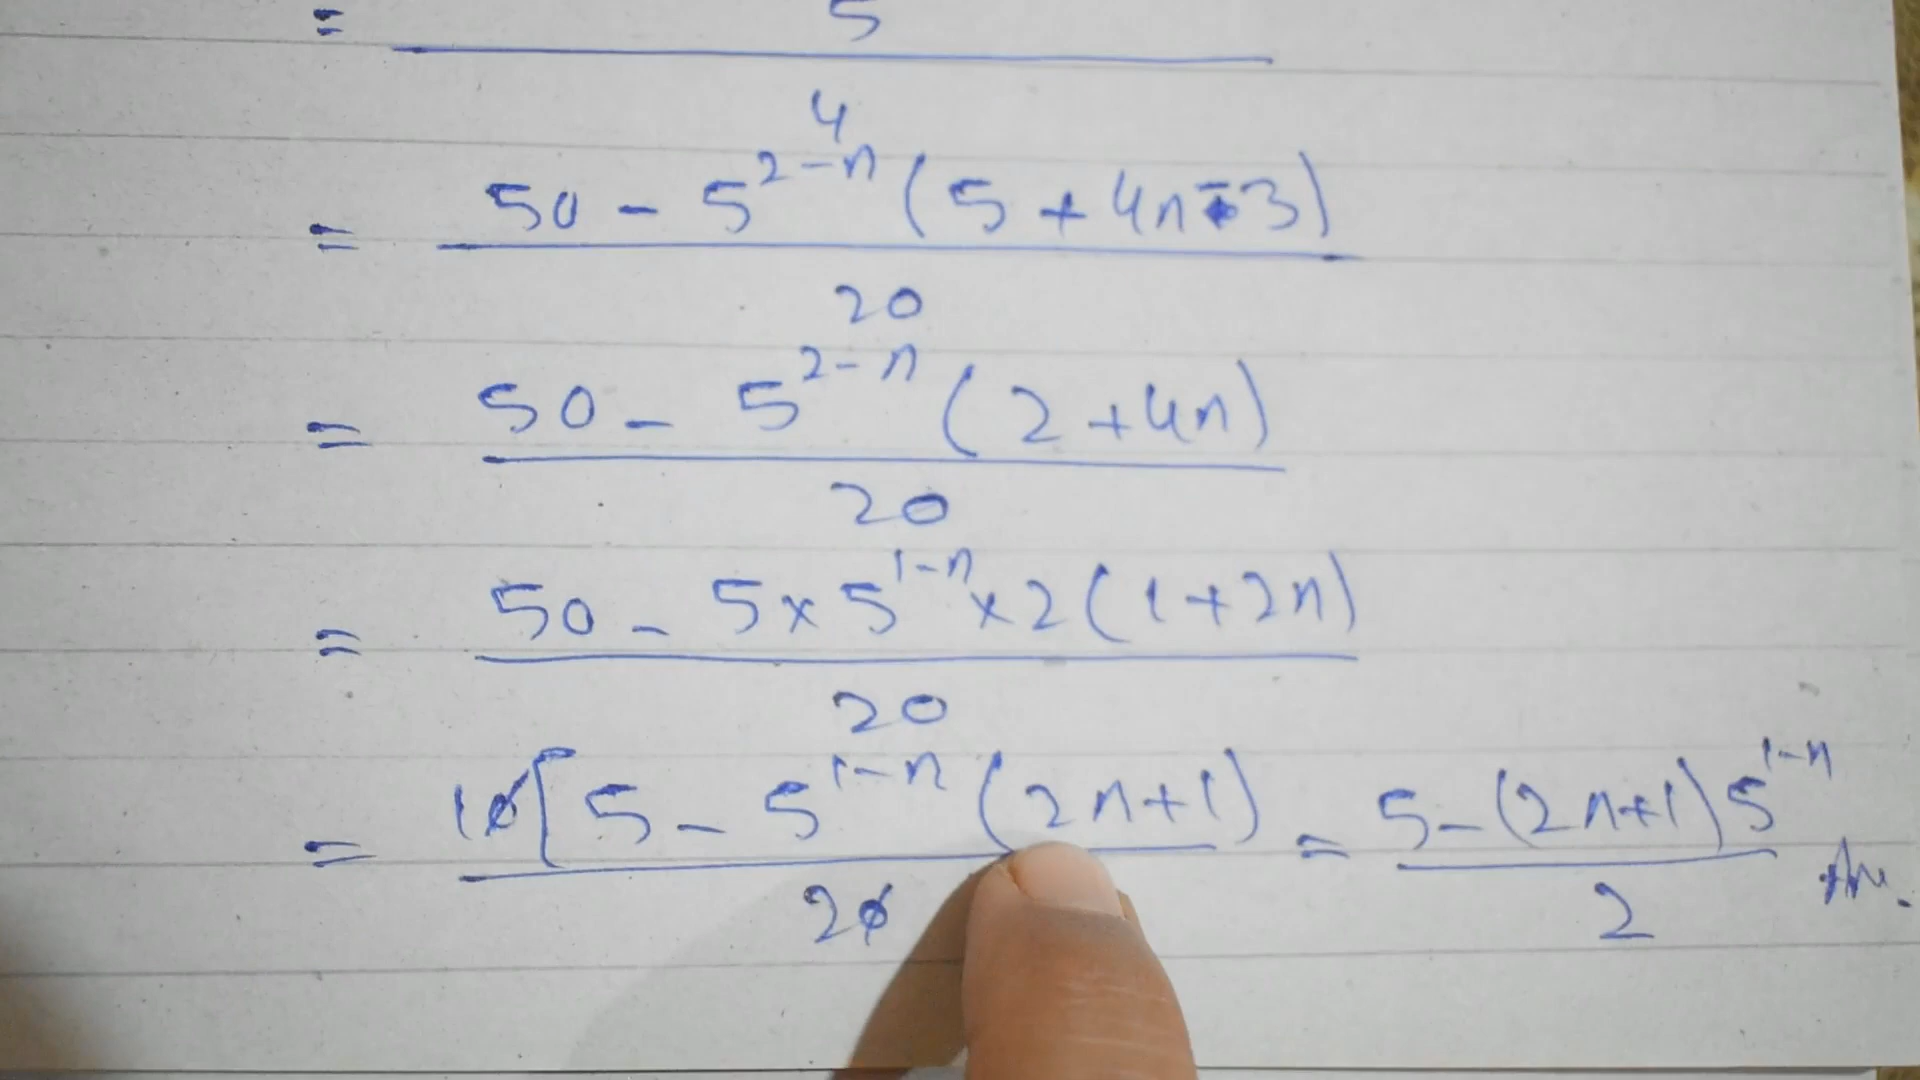 = 5
4
= 50 - 5^{2-n} (5 + 4n - 3)
20
= 50 - 5^{2-n} (2 + 4n)
20
= 50 - 5 × 5^{1-n} × 2 (1 + 2n)
20
= 10 [5 - 5^{1-n} (2n+1) = 5 - (2n+1) 5^{1-n}
20 2 Ans.